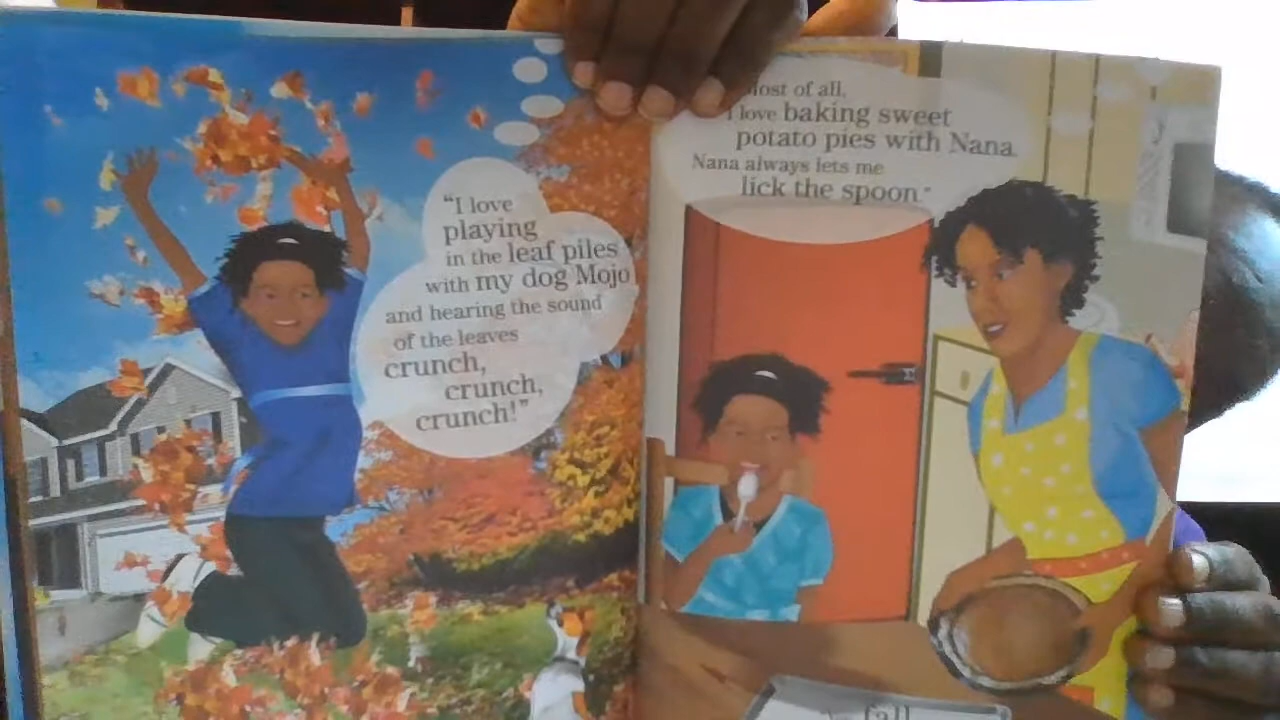 "I love
playing
in the leaf piles
with my dog Mojo
and hearing the sound
of the leaves
crunch,
crunch,
crunch!"
of all,
I love baking sweet
potato pies with Nana.
Nana always lets me
lick the spoon."
fall